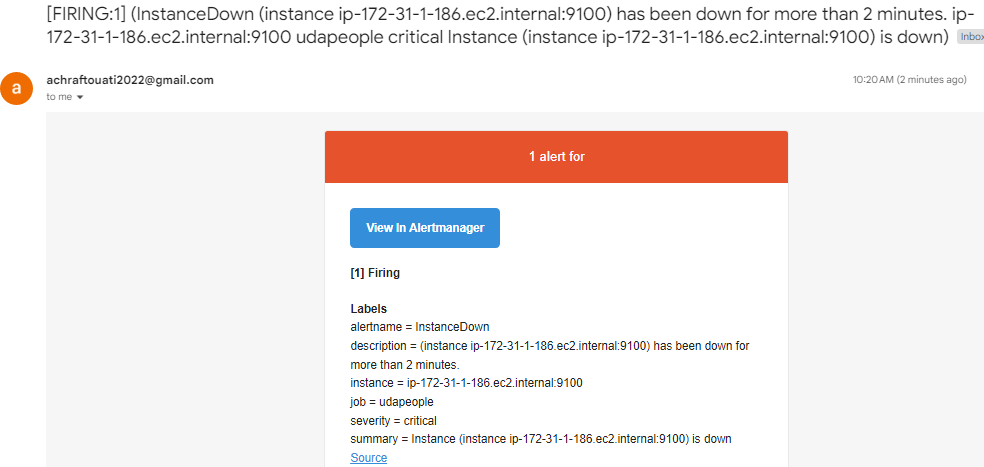 [FIRING:1] (InstanceDown (instance ip-172-31-1-186.ec2.internal:9100) has been down for more than 2 minutes. ip-
172-31-1-186.ec2.internal:9100 udapeople critical Instance (instance ip-172-31-1-186.ec2.internal:9100) is down) Inbox
a
achraftouati2022@gmail.com
10:20 AM (2 minutes ago)
to me
1 alert for
View In Alertmanager
[1] Firing
Labels
alertname = InstanceDown
description = (instance ip-172-31-1-186.ec2.internal:9100) has been down for
more than 2 minutes.
instance = ip-172-31-1-186.ec2.internal:9100
job = udapeople
severity = critical
summary = Instance (instance ip-172-31-1-186.ec2.internal:9100) is down
Source